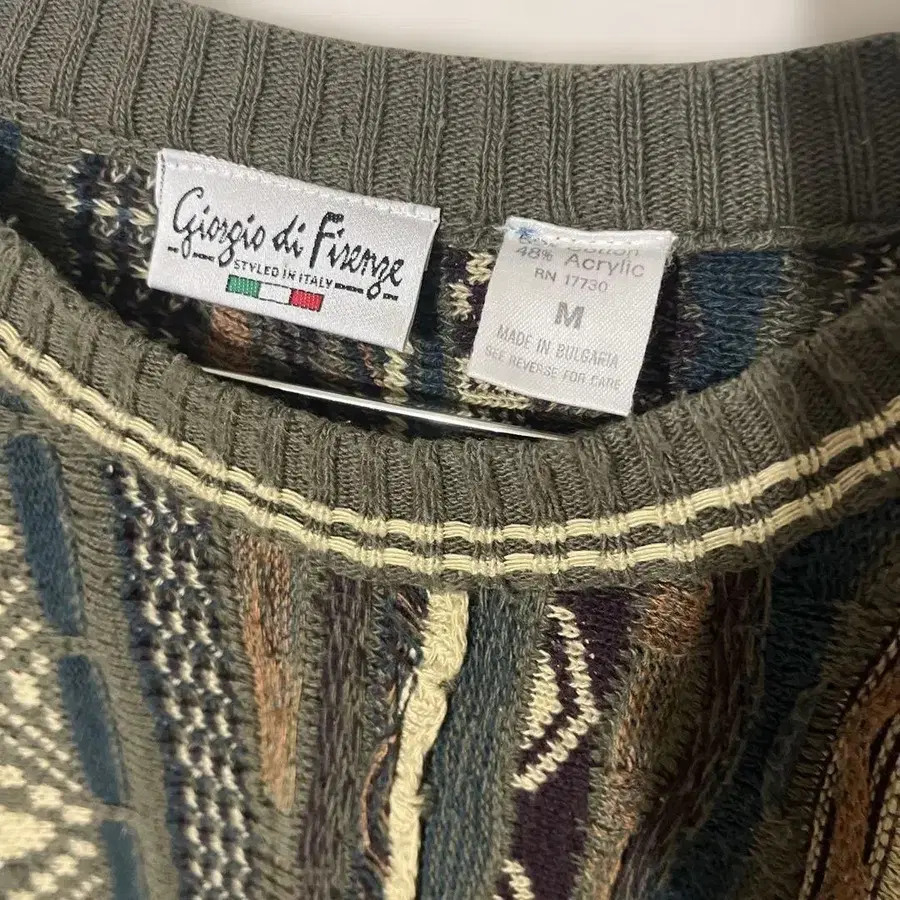 Giorgio di Firenze
STYLED IN ITALY
48% Acrylic
RN 17730
M
MADE IN BULGARIA
SEE REVERSE FOR CARE